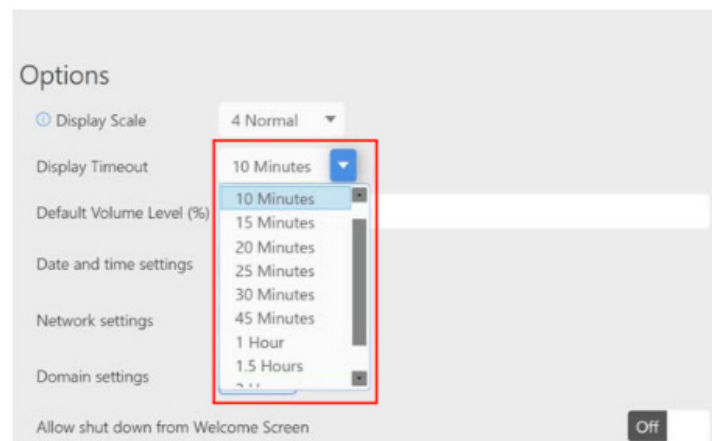 Options
Display Scale 4 Normal
Display Timeout 10 Minutes
10 Minutes
Default Volume Level (%)
15 Minutes
20 Minutes
Date and time settings
25 Minutes
30 Minutes
Network settings
45 Minutes
1 Hour
1.5 Hours
Domain settings
Allow shut down from Welcome Screen Off